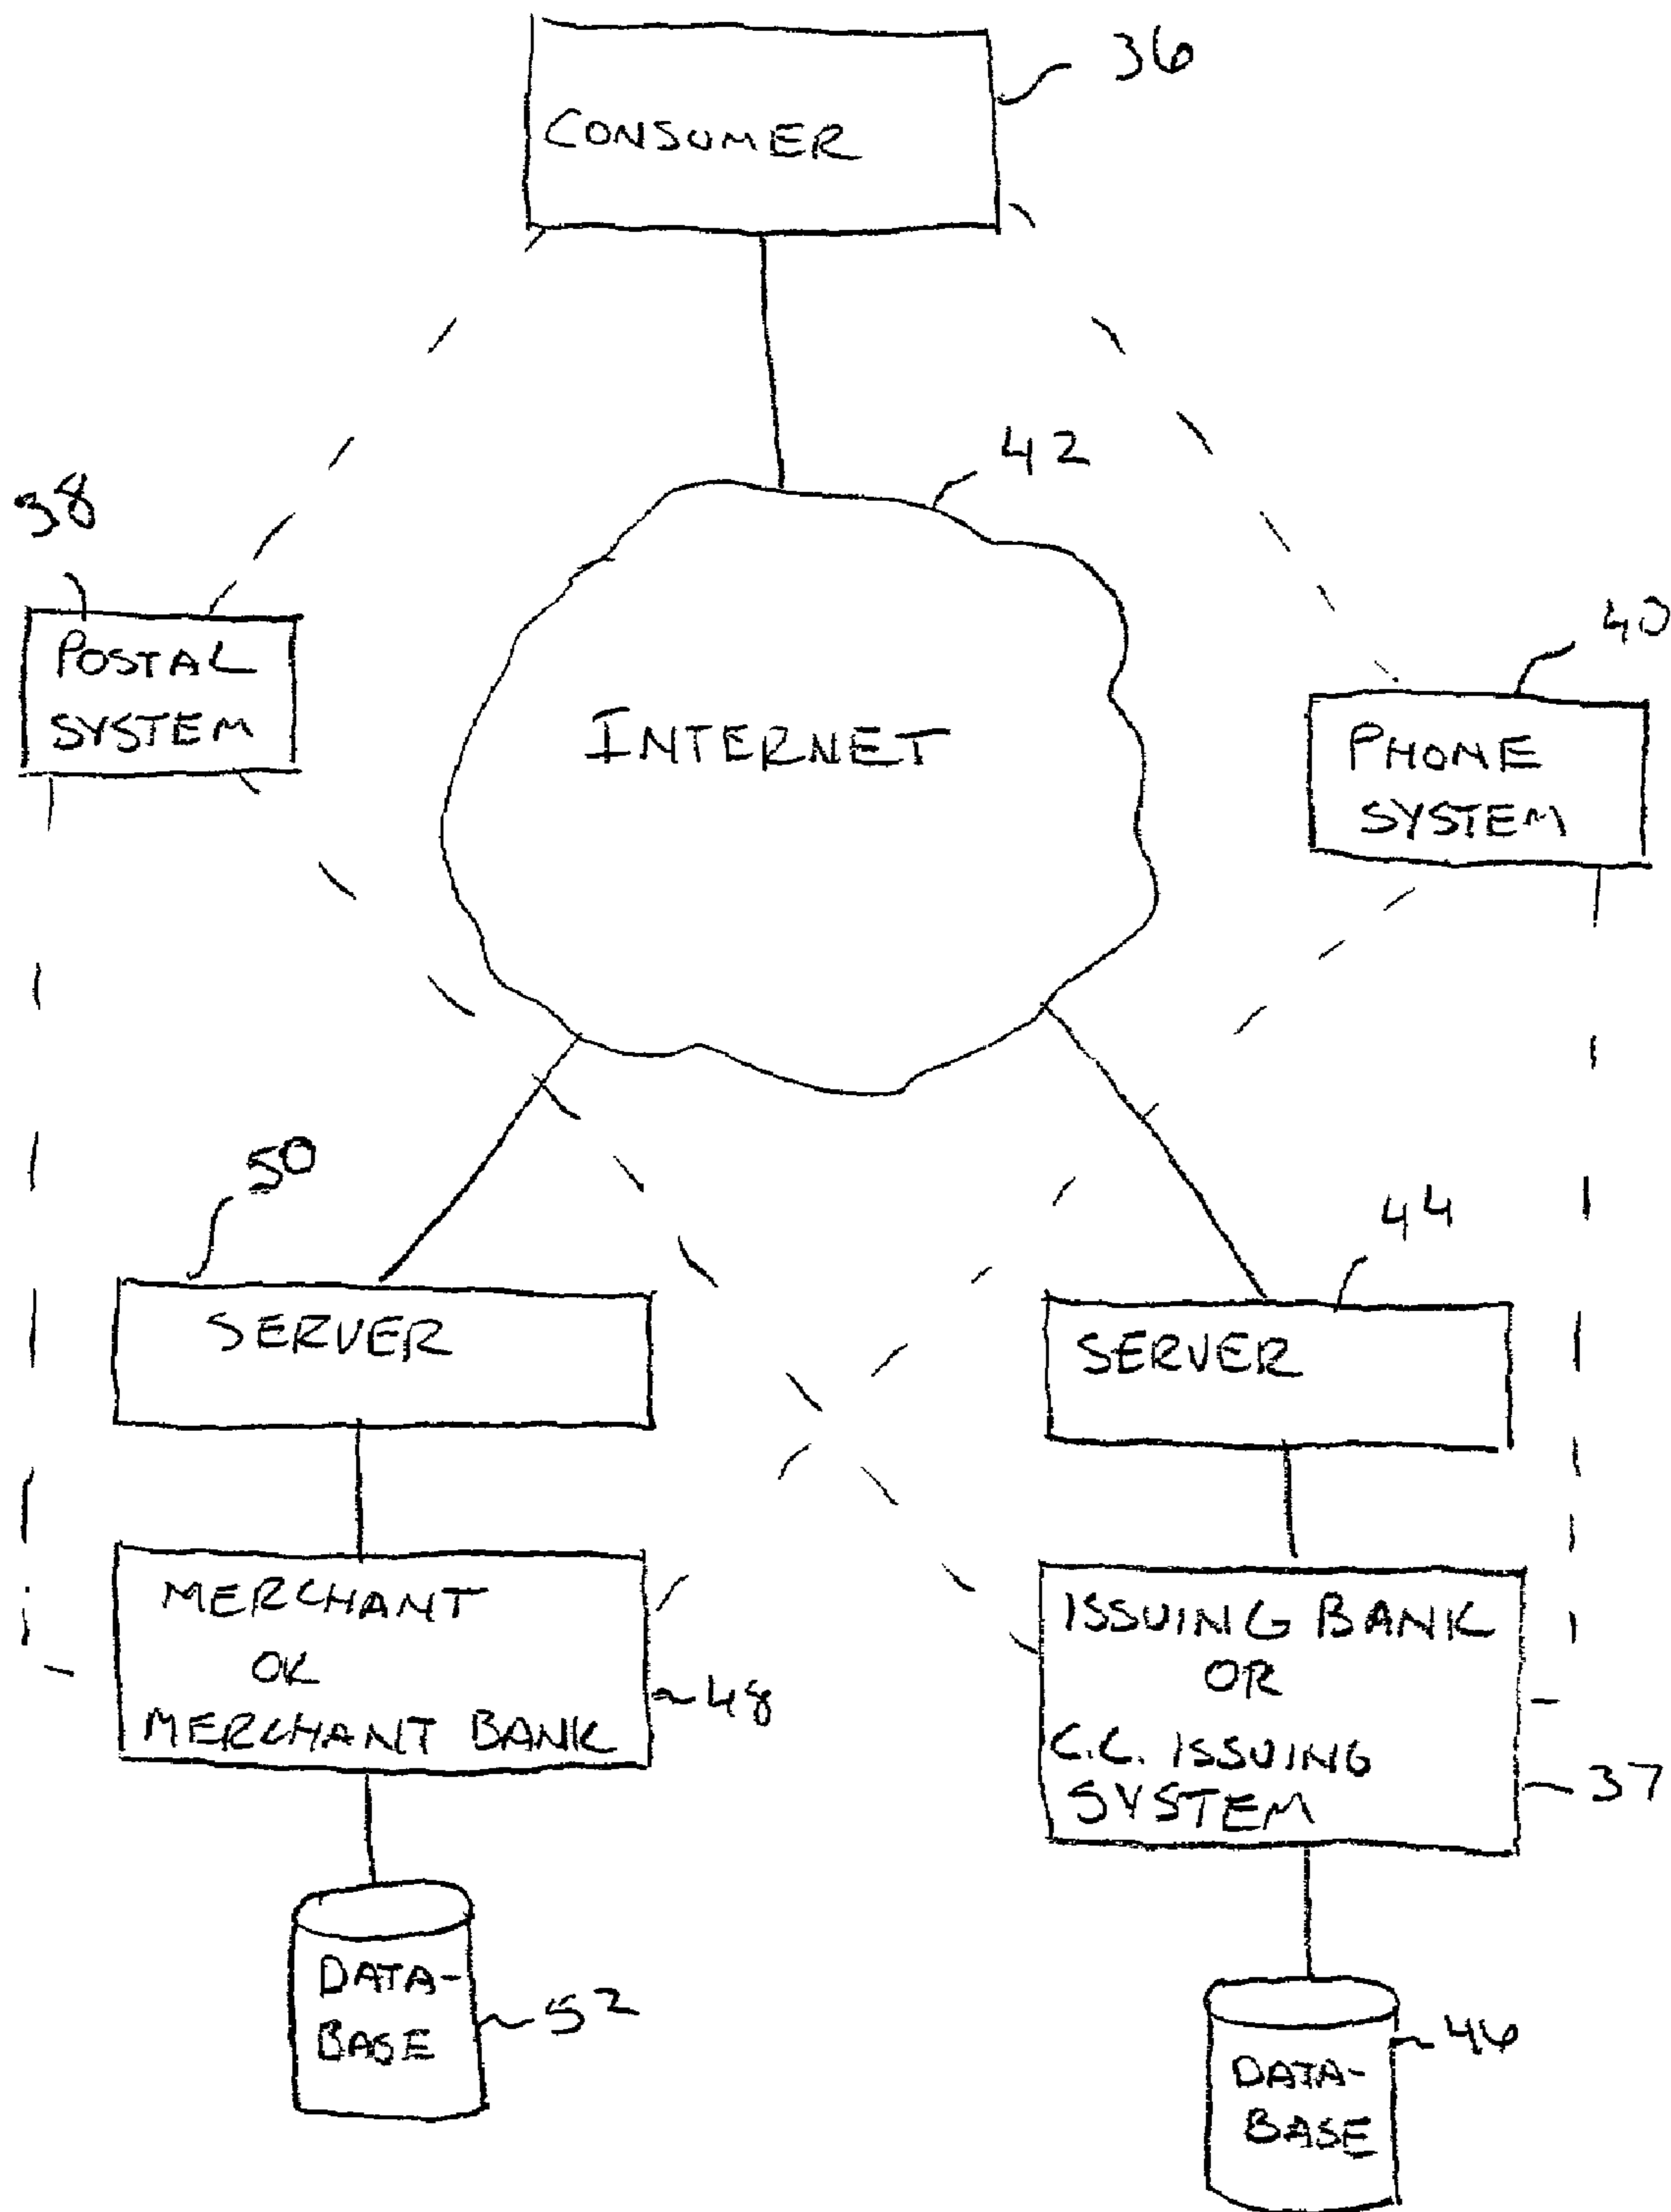 36
CONSUMER
42
38
POSTAL
SYSTEM
INTERNET
40
PHONE
SYSTEM
50
SERVER
44
SERVER
MERCHANT
OR
MERCHANT BANK
48
ISSUING BANK
OR
C.C. ISSUING
SYSTEM
37
DATA-
BASE
52
46
DATA-
BASE